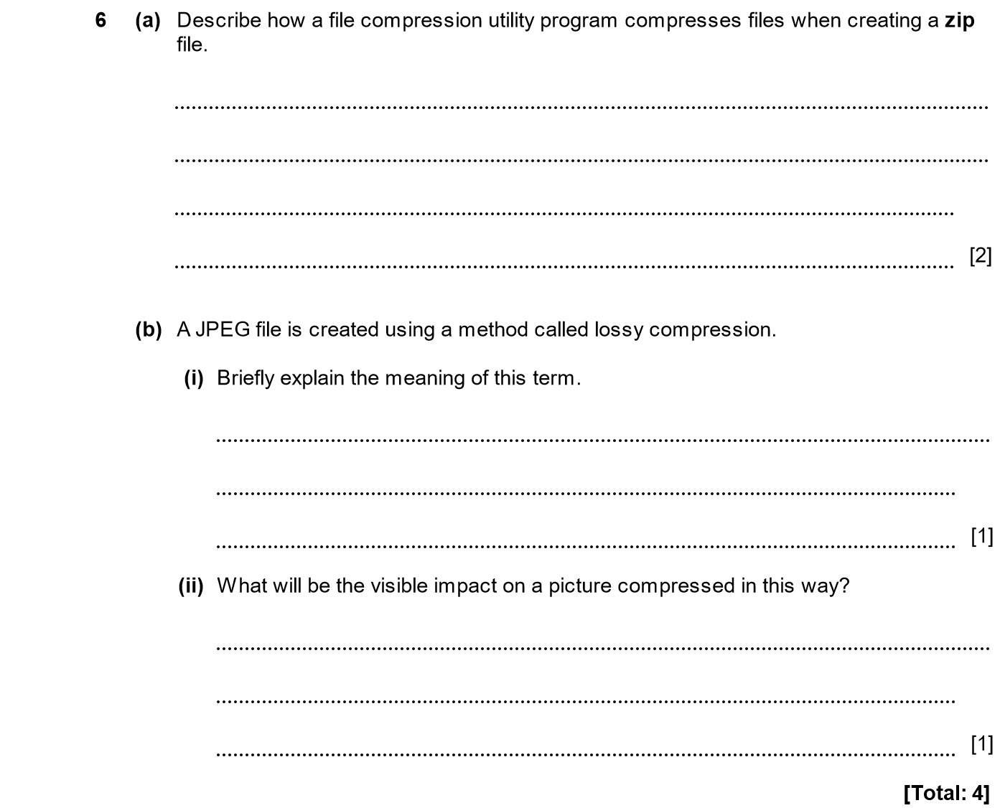 6 (a) Describe how a file compression utility program compresses files when creating a zip
file.
[2]
(b) A JPEG file is created using a method called lossy compression.
(i) Briefly explain the meaning of this term.
[1]
(ii) What will be the visible impact on a picture compressed in this way?
[1]
[Total: 4]